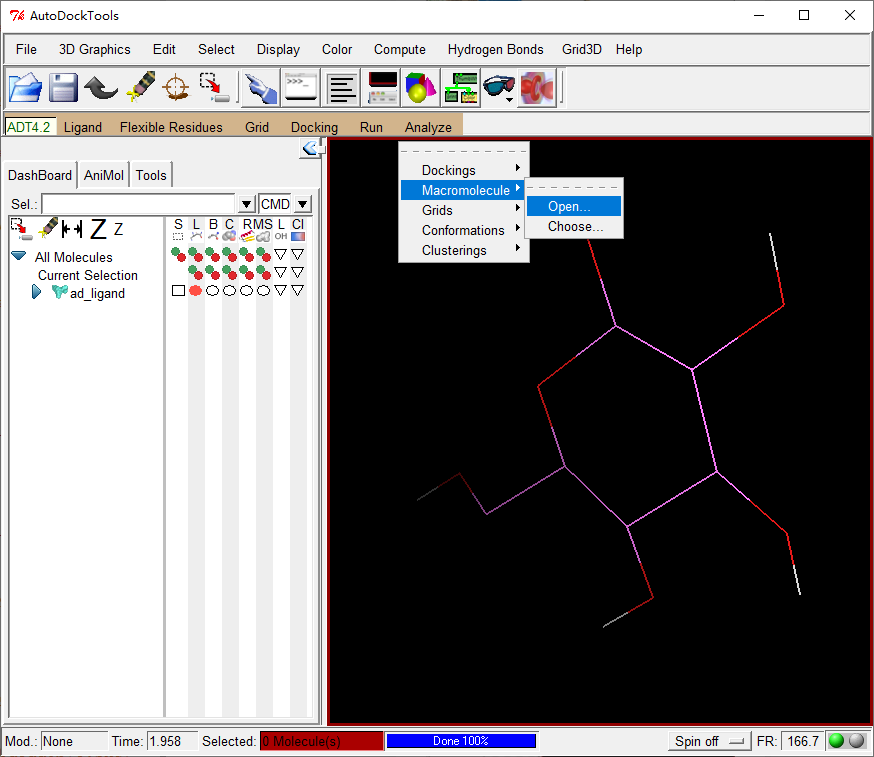 AutoDockTools
File 3D Graphics Edit Select Display Color Compute Hydrogen Bonds Grid3D Help
ADT4.2 Ligand Flexible Residues Grid Docking Run Analyze
Dockings
Macromolecule
Grids
Conformations
Clusterings
Open...
Choose...
DashBoard AniMol Tools
Sel.: CMD
Z Z S L B C R MS L Cl
OH
All Molecules
Current Selection
ad_ligand
Mod.: None Time: 1.958 Selected: 0 Molecule(s) Done 100% Spin off FR: 166.7